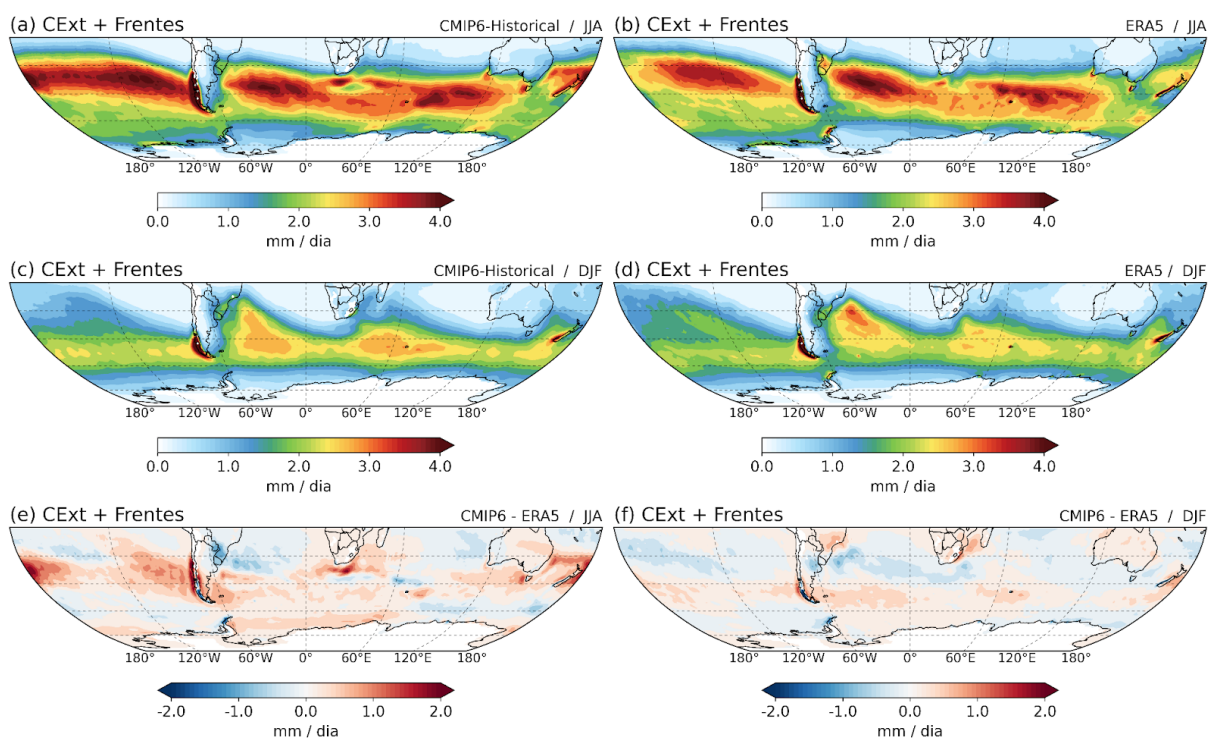 (a) CExt + Frentes CMIP6-Historical / JJA
(b) CExt + Frentes ERA5 / JJA
180° 120°W 60°W 0° 60°E 120°E 180°
180° 120°W 60°W 0° 60°E 120°E 180°
0.0 1.0 2.0 3.0 4.0
0.0 1.0 2.0 3.0 4.0
mm / dia
mm / dia
(c) CExt + Frentes CMIP6-Historical / DJF
(d) CExt + Frentes ERA5 / DJF
180° 120°W 60°W 0° 60°E 120°E 180°
180° 120°W 60°W 0° 60°E 120°E 180°
0.0 1.0 2.0 3.0 4.0
0.0 1.0 2.0 3.0 4.0
mm / dia
mm / dia
(e) CExt + Frentes CMIP6 - ERA5 / JJA
(f) CExt + Frentes CMIP6 - ERA5 / DJF
180° 120°W 60°W 0° 60°E 120°E 180°
180° 120°W 60°W 0° 60°E 120°E 180°
-2.0 -1.0 0.0 1.0 2.0
-2.0 -1.0 0.0 1.0 2.0
mm / dia
mm / dia